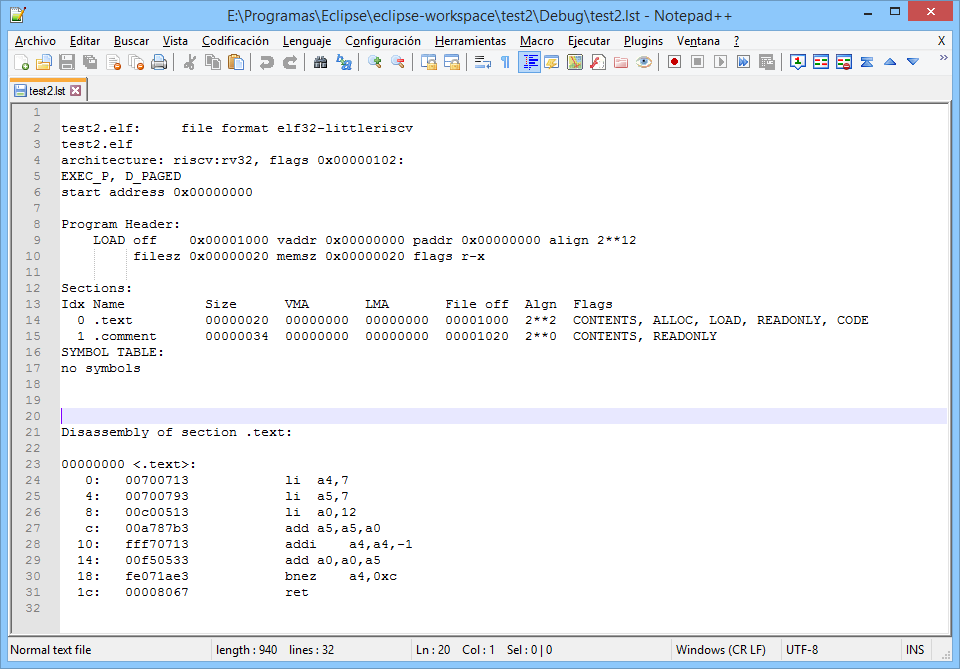 E:\Programas\Eclipse\eclipse-workspace\test2\Debug\test2.lst - Notepad++
Archivo Editar Buscar Vista Codificación Lenguaje Configuración Herramientas Macro Ejecutar Plugins Ventana ? X
test2.lst
1
2 test2.elf:     file format elf32-littleriscv
3 test2.elf
4 architecture: riscv:rv32, flags 0x00000102:
5 EXEC_P, D_PAGED
6 start address 0x00000000
7
8 Program Header:
9     LOAD off    0x00001000 vaddr 0x00000000 paddr 0x00000000 align 2**12
10          filesz 0x00000020 memsz 0x00000020 flags r-x
11
12 Sections:
13 Idx Name          Size      VMA       LMA       File off  Algn  Flags
14   0 .text         00000020  00000000  00000000  00001000  2**2  CONTENTS, ALLOC, LOAD, READONLY, CODE
15   1 .comment      00000034  00000000  00000000  00001020  2**0  CONTENTS, READONLY
16 SYMBOL TABLE:
17 no symbols
18
19
20
21 Disassembly of section .text:
22
23 00000000 <.text>:
24    0:   00700713            li  a4,7
25    4:   00700793            li  a5,7
26    8:   00c00513            li  a0,12
27    c:   00a787b3            add a5,a5,a0
28   10:   fff70713            addi    a4,a4,-1
29   14:   00f50533            add a0,a0,a5
30   18:   fe071ae3            bnez    a4,0xc
31   1c:   00008067            ret
32
Normal text file length : 940 lines : 32 Ln : 20 Col : 1 Sel : 0 | 0 Windows (CR LF) UTF-8 INS